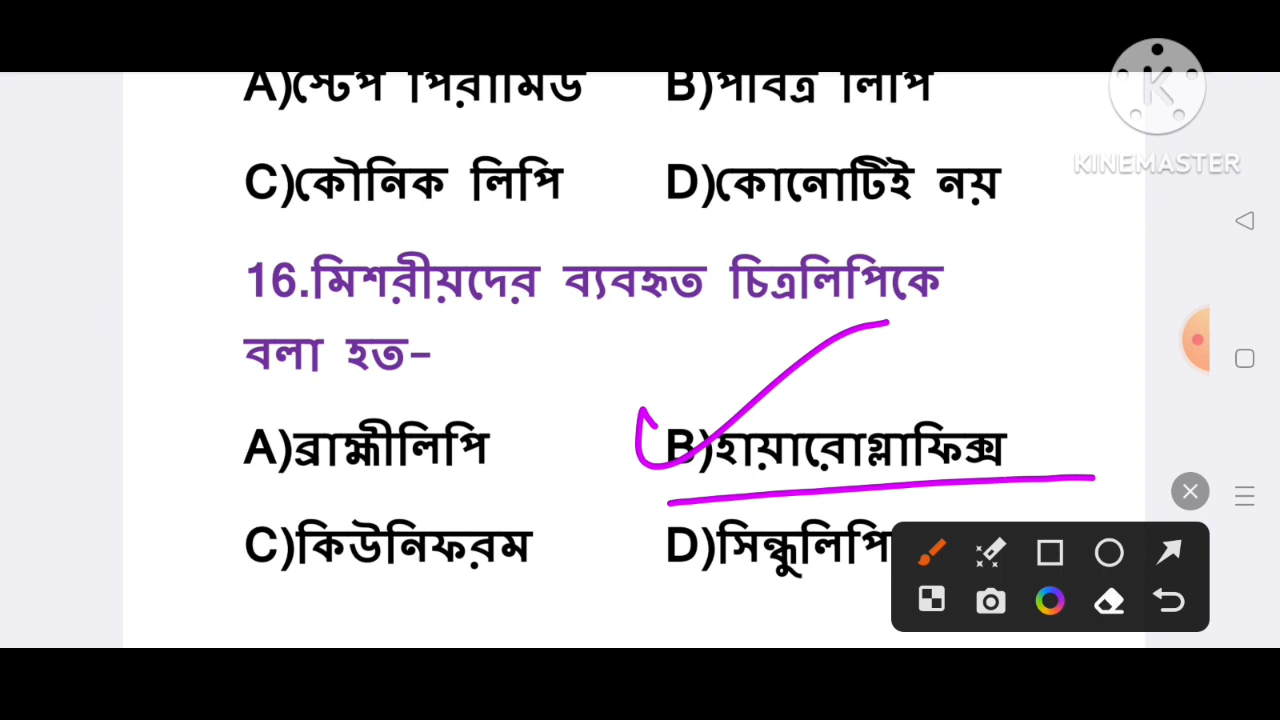 A)স্টেপ পিরামিড B)পবিত্র লিপি
C)কৌনিক লিপি D)কোনোটিই নয়
16.মিশরীয়দের ব্যবহৃত চিত্রলিপিকে
বলা হত-
A)ব্রাহ্মীলিপি B)হায়ারোগ্লাফিক্স
C)কিউনিফরম D)সিন্ধুলিপি
KINEMASTER